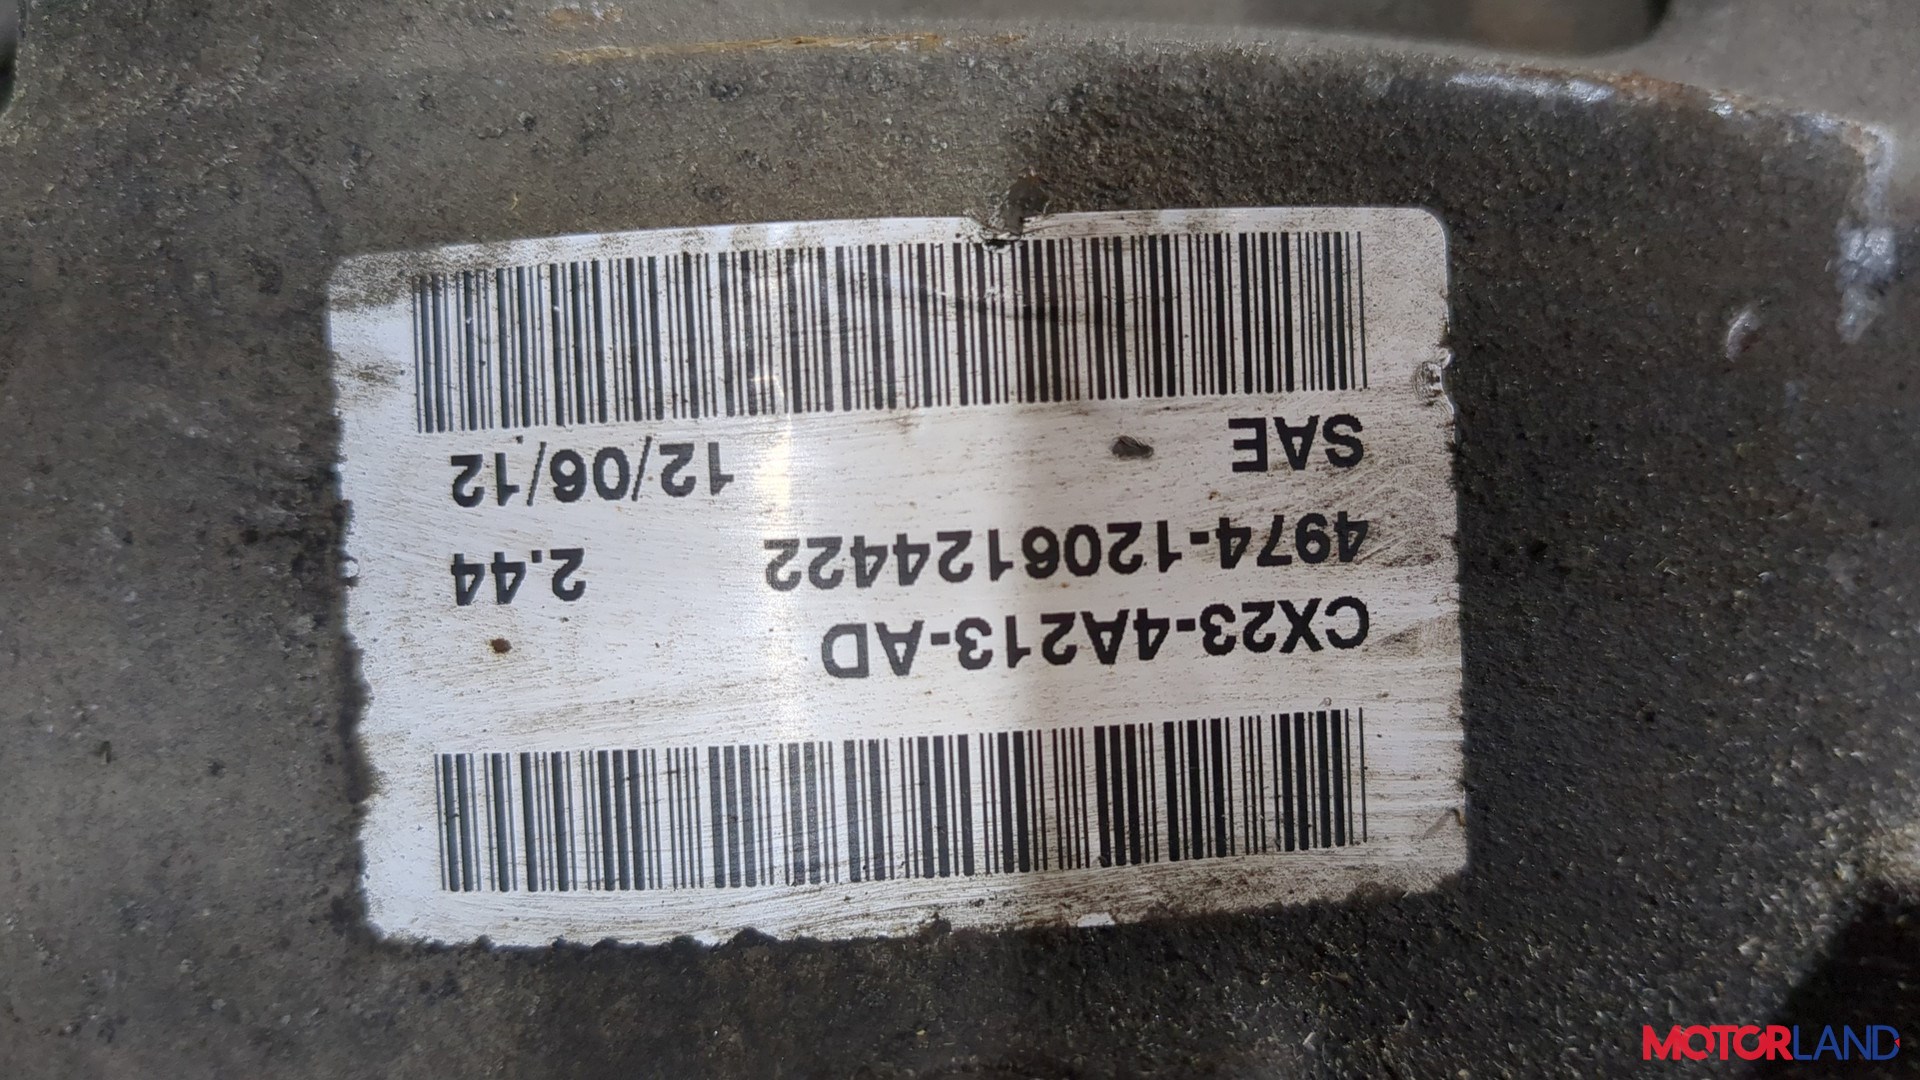 CX23-4A213-AD
4974-1206124422 2.44
SAE 12/06/12
MOTORLAND